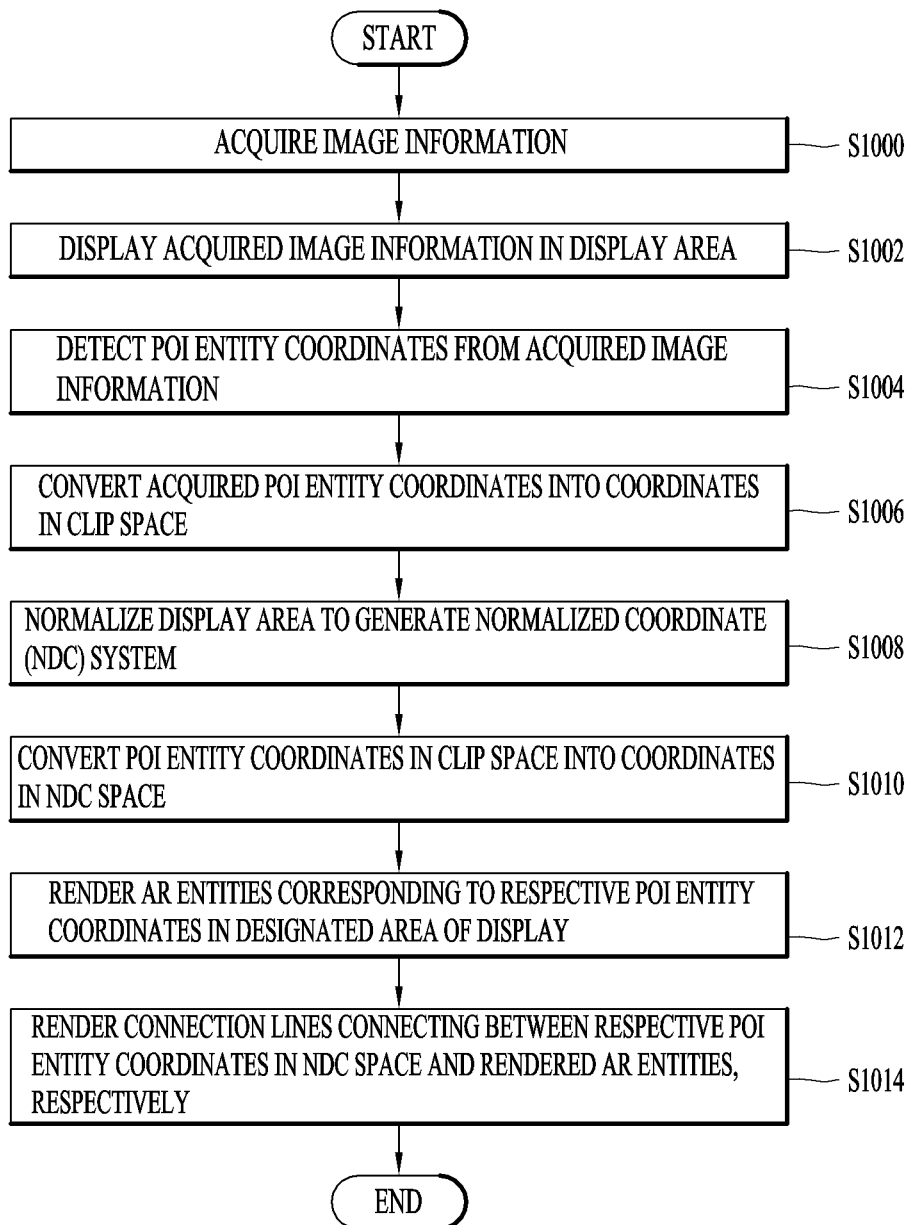 START
ACQUIRE IMAGE INFORMATION
S1000
DISPLAY ACQUIRED IMAGE INFORMATION IN DISPLAY AREA
S1002
DETECT POI ENTITY COORDINATES FROM ACQUIRED IMAGE
INFORMATION
S1004
CONVERT ACQUIRED POI ENTITY COORDINATES INTO COORDINATES
IN CLIP SPACE
S1006
NORMALIZE DISPLAY AREA TO GENERATE NORMALIZED COORDINATE
(NDC) SYSTEM
S1008
CONVERT POI ENTITY COORDINATES IN CLIP SPACE INTO COORDINATES
IN NDC SPACE
S1010
RENDER AR ENTITIES CORRESPONDING TO RESPECTIVE POI ENTITY
COORDINATES IN DESIGNATED AREA OF DISPLAY
S1012
RENDER CONNECTION LINES CONNECTING BETWEEN RESPECTIVE POI
ENTITY COORDINATES IN NDC SPACE AND RENDERED AR ENTITIES,
RESPECTIVELY
S1014
END